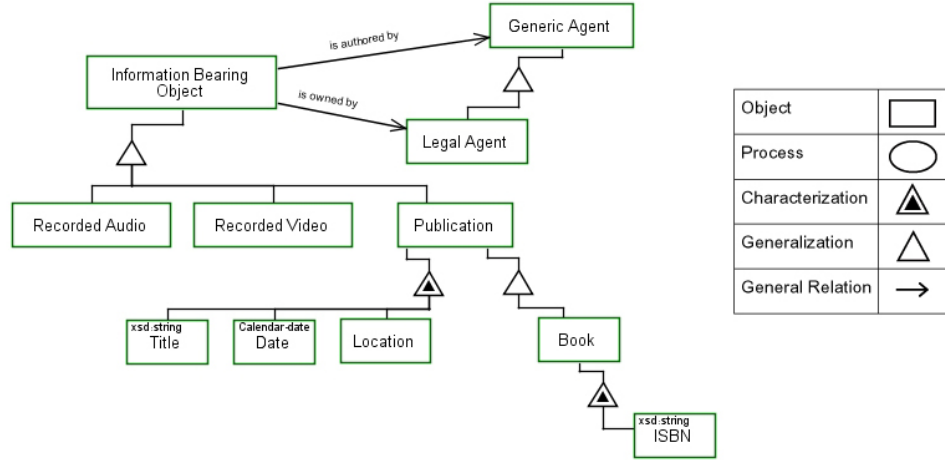 Generic Agent
is authored by
Information Bearing
Object
is owned by
Legal Agent
Recorded Audio
Recorded Video
Publication
xsd:string
Title
Calendar-date
Date
Location
Book
xsd:string
ISBN
Object
Process
Characterization
Generalization
General Relation